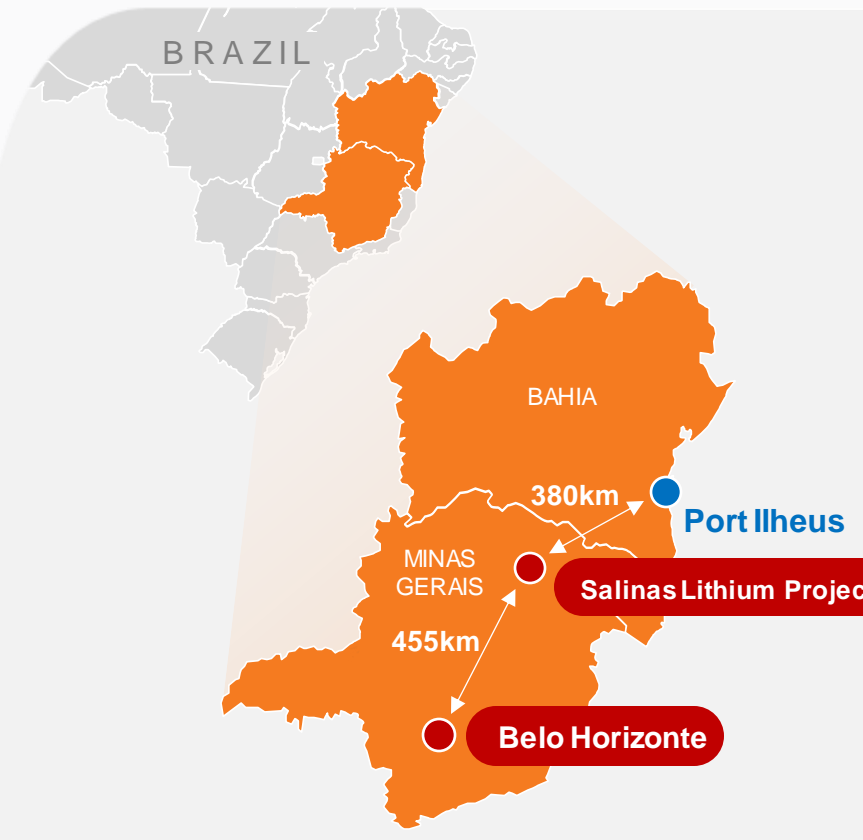 BRAZIL
BAHIA
380km
Port Ilheus
MINAS
GERAIS
Salinas Lithium Projec
455km
Belo Horizonte